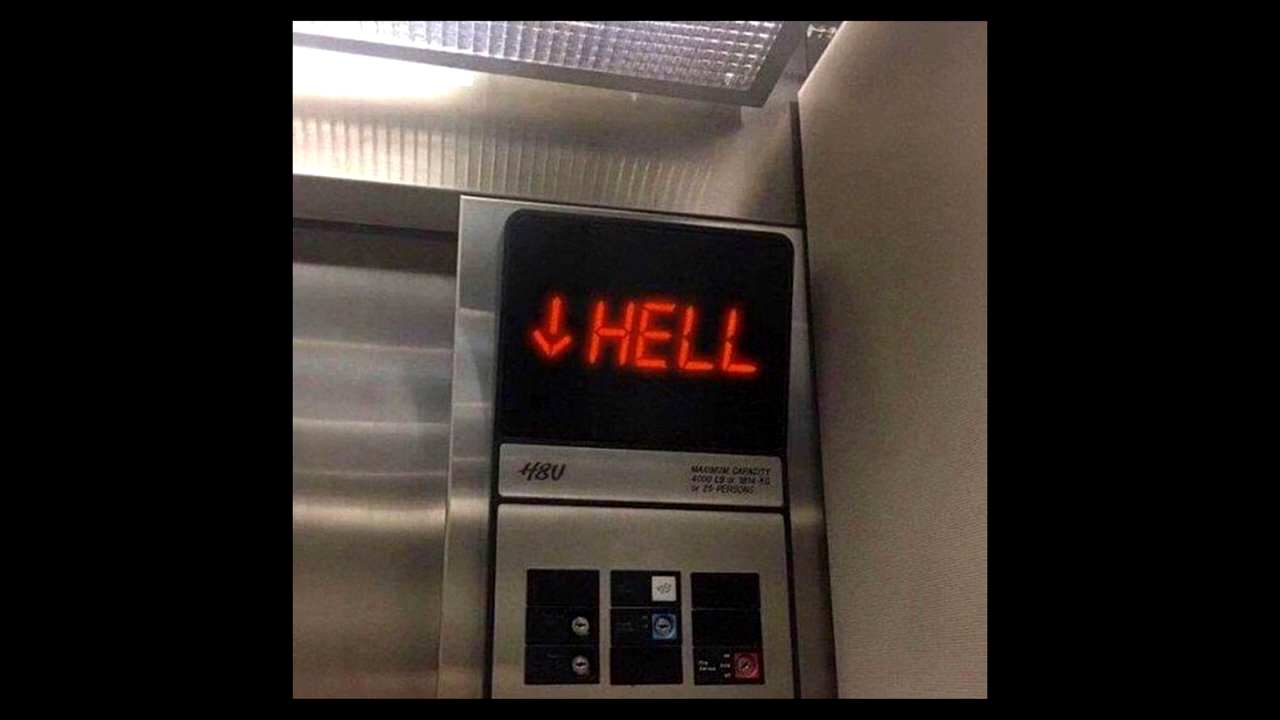 ↓HELL
H8U
MAXIMUM CAPACITY
4000 LB or 1814 KG
or 25 PERSONS